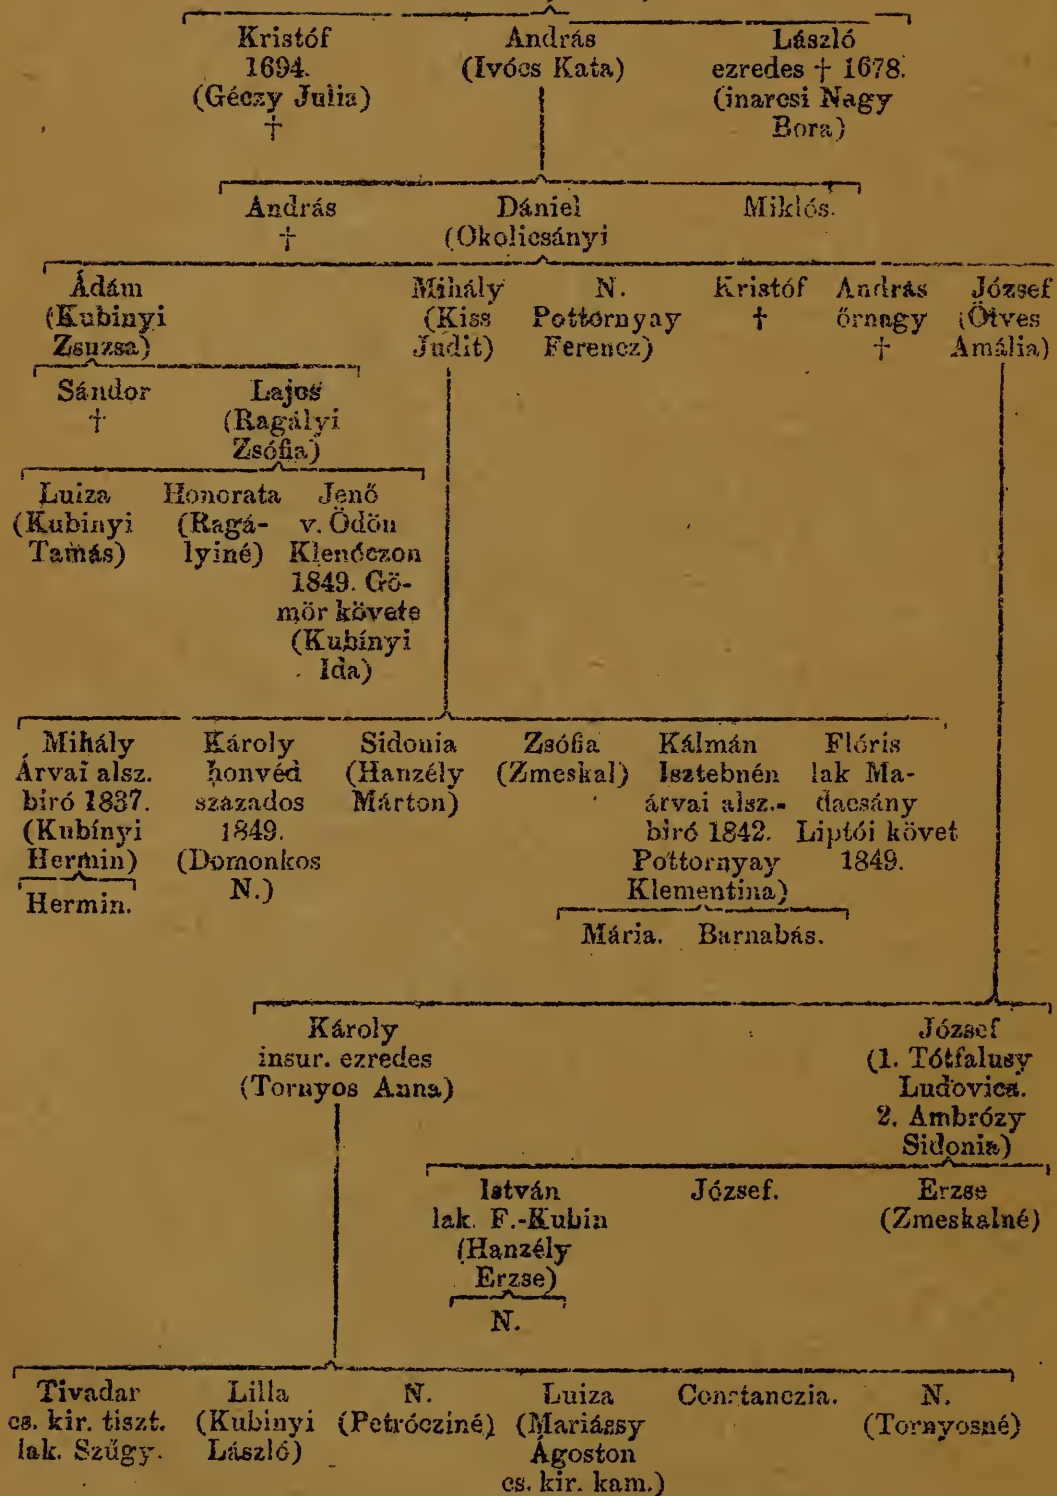 Kristóf
1694.
(Géczy Julia)
†
András
(Ivócs Kata)
László
ezredes † 1678.
(inarcsi Nagy
Bora)
András
†
Dániel
(Okolicsányi
Miklós.
Ádám
(Kubinyi
Zsuzsa)
Mihály
(Kiss
Judit)
N.
Pottornyay
Ferencz)
Kristóf
†
András
őrnagy
†
József
(Ötves
Amália)
Sándor
†
Lajos
(Ragályi
Zsófia)
Luiza
(Kubinyi
Tamás)
Honorata
(Ragá-
lyiné)
Jenő
v. Ödön
Klenóczon
1849. Gö-
mör követe
(Kubínyi
Ida)
Mihály
Árvai alsz.
biró 1837.
(Kubínyi
Hermin)
Hermin.
Károly
honvéd
százados
1849.
(Domonkos
N.)
Sidonia
(Hanzély
Márton)
Zsófia
(Zmeskal)
Kálmán
Isztebnén
árvai alsz.-
biró 1842.
Pottornyay
Klementina)
Flóris
lak Ma-
dacsány
Liptói követ
1849.
Mária. Barnabás.
Károly
insur. ezredes
(Tornyos Anna)
József
(1. Tótfalusy
Ludovica.
2. Ambrózy
Sidonia)
István
lak. F.-Kubin
(Hanzély
Erzse)
N.
József.
Erzse
(Zmeskalné)
Tivadar
cs. kir. tiszt.
lak. Szűgy.
Lilla
(Kubinyi
László)
N.
(Petrócziné)
Luiza
(Mariássy
Ágoston
cs. kir. kam.)
Constanczia.
N.
(Tornyosné)